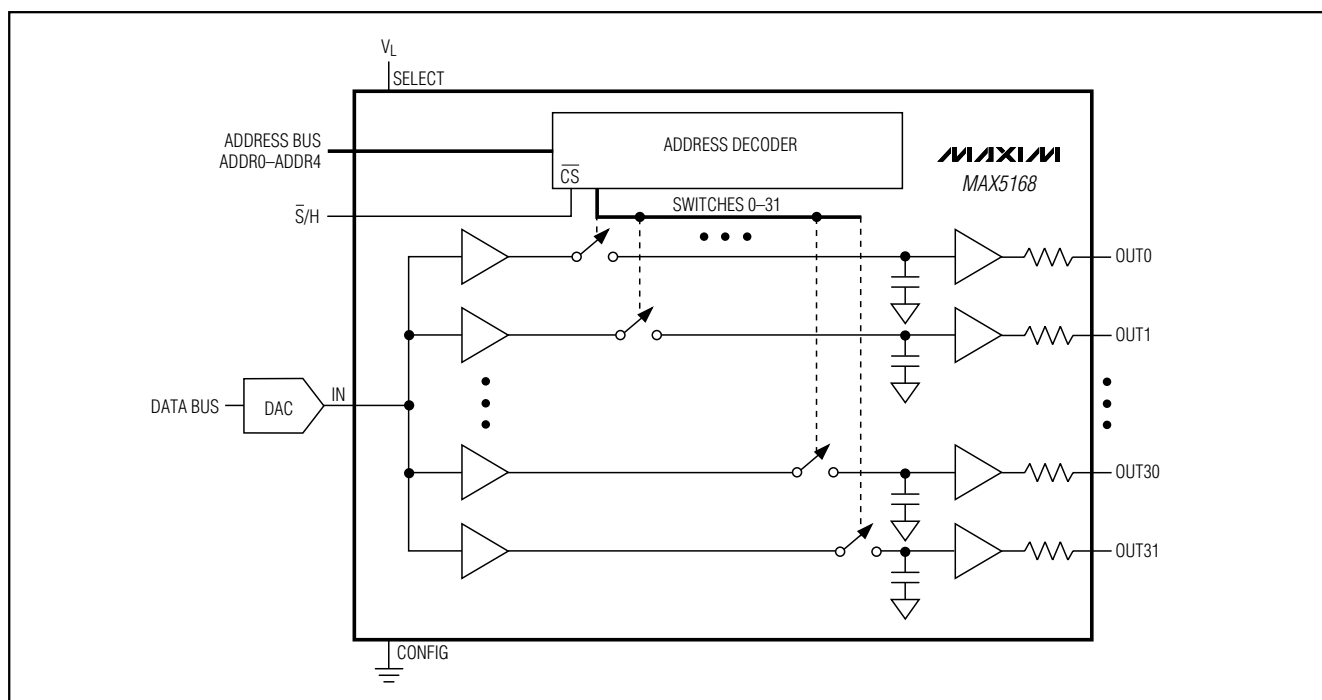 VL
SELECT
ADDRESS BUS
ADDR0–ADDR4
ADDRESS DECODER
CS
MAXIM
MAX5168
S/H
SWITCHES 0–31
OUT0
OUT1
DATA BUS
DAC
IN
OUT30
OUT31
CONFIG